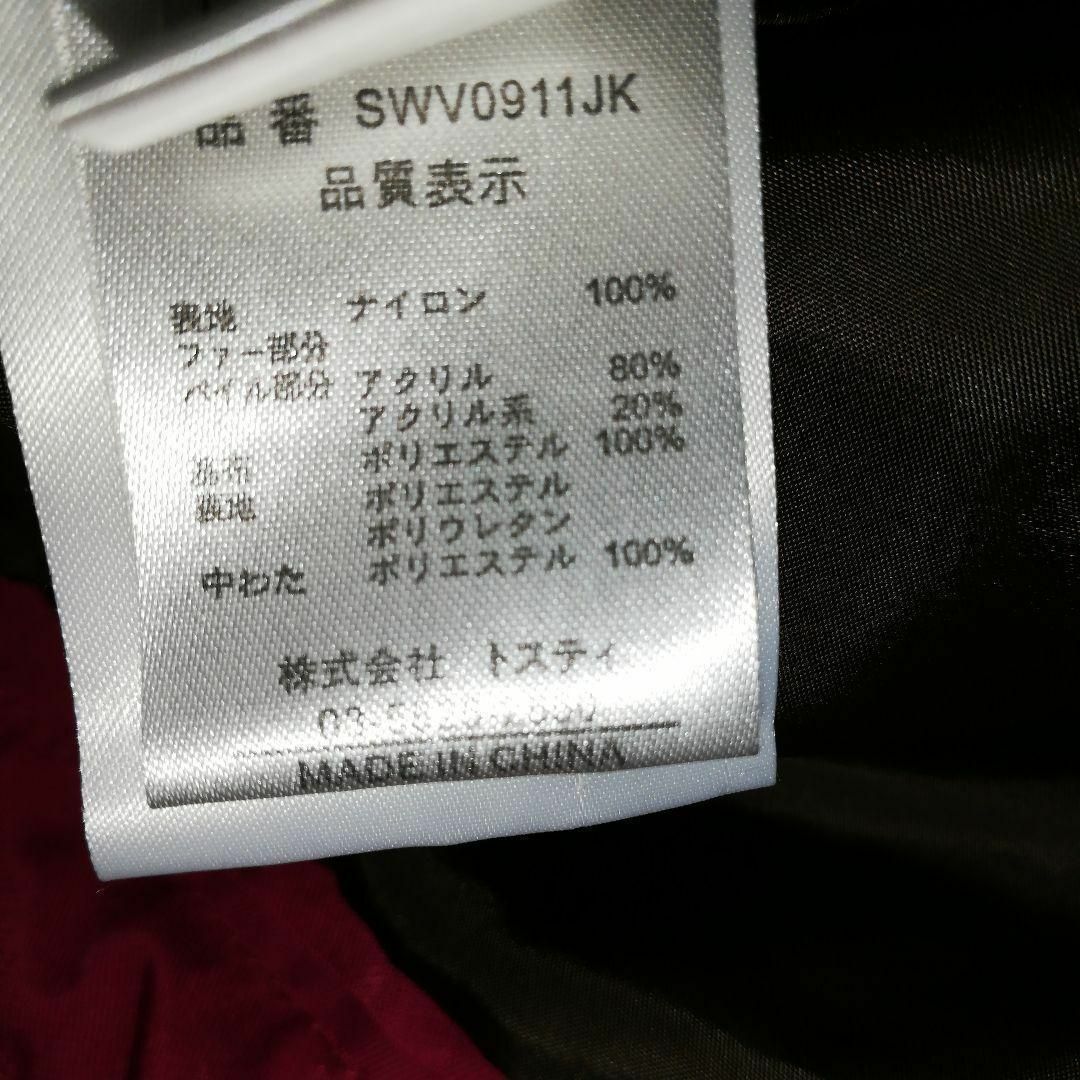 品番 SWV0911JK
品質表示
表地 ナイロン 100%
ファー部分
パイル部分 アクリル 80%
アクリル系 20%
ポリエステル 100%
ポリエステル
ポリウレタン
中わた ポリエステル 100%
株式会社 トスティ
MADE IN CHINA